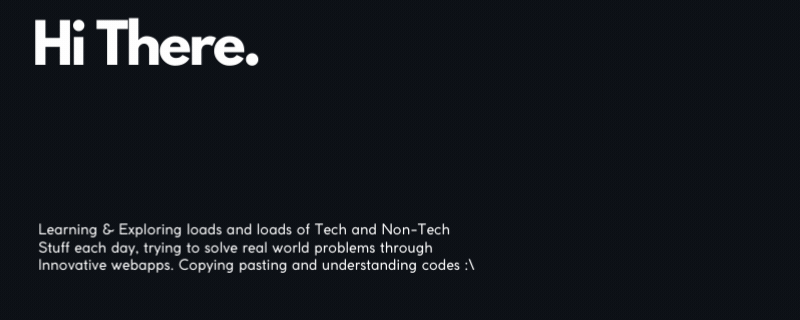 Hi There.
Learning & Exploring loads and loads of Tech and Non-Tech
Stuff each day, trying to solve real world problems through
Innovative webapps. Copying pasting and understanding codes :\